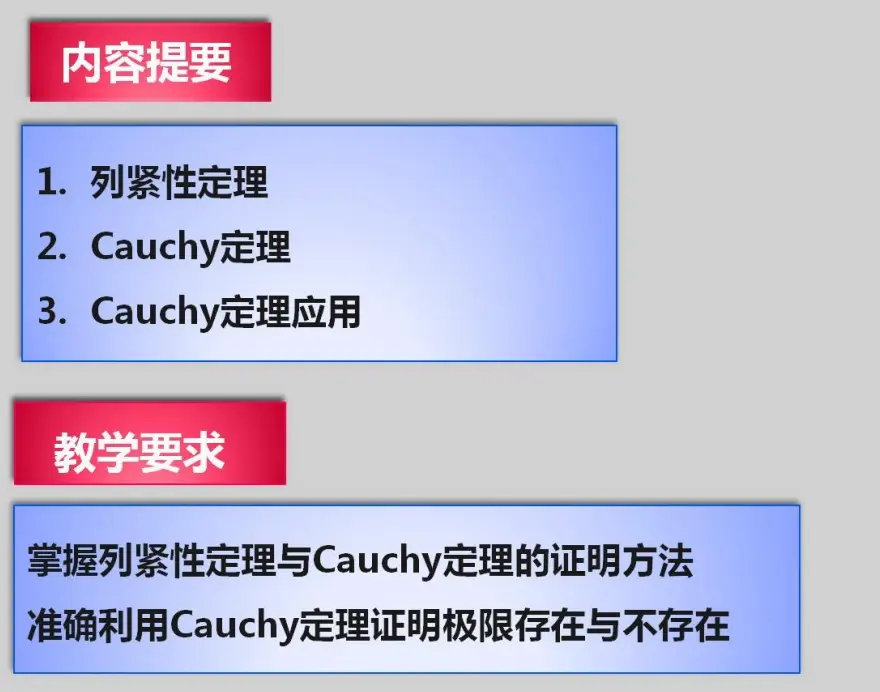 内容提要
1. 列紧性定理
2. Cauchy定理
3. Cauchy定理应用
教学要求
掌握列紧性定理与Cauchy定理的证明方法
准确利用Cauchy定理证明极限存在与不存在